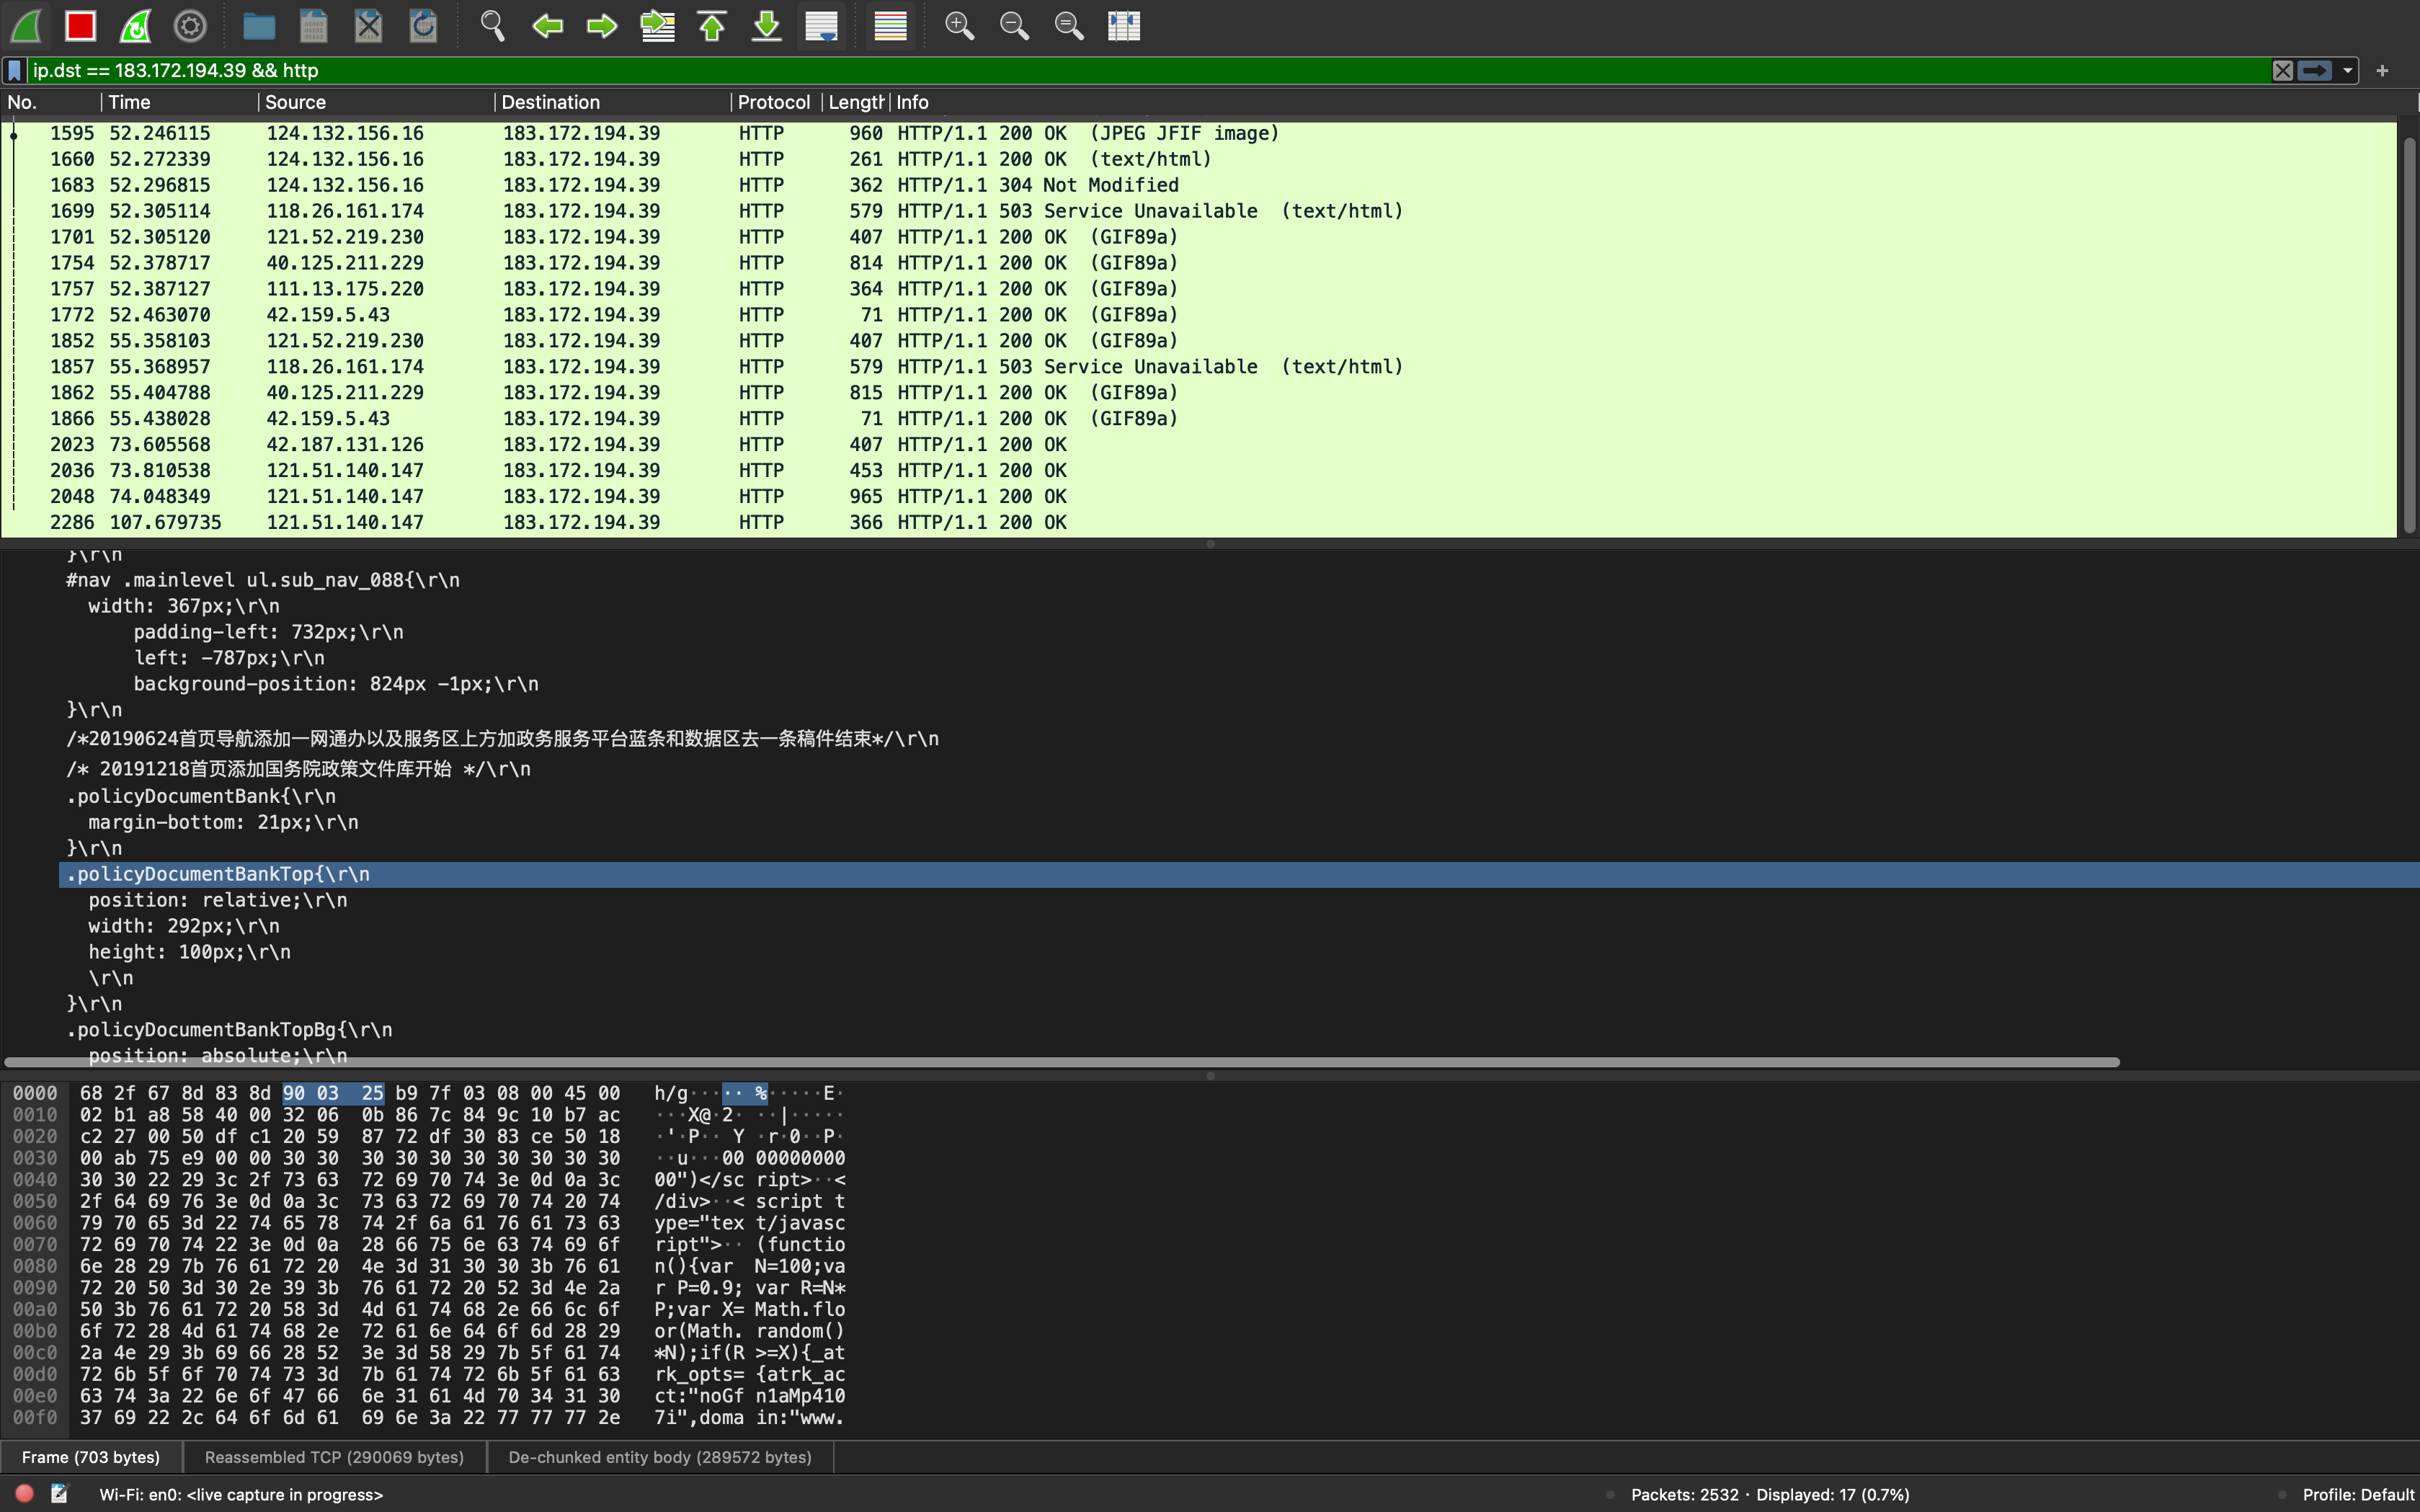 ip.dst == 183.172.194.39 && http
No. Time Source Destination Protocol Length Info
1595 52.246115 124.132.156.16 183.172.194.39 HTTP 960 HTTP/1.1 200 OK (JPEG JFIF image)
1660 52.272339 124.132.156.16 183.172.194.39 HTTP 261 HTTP/1.1 200 OK (text/html)
1683 52.296815 124.132.156.16 183.172.194.39 HTTP 362 HTTP/1.1 304 Not Modified
1699 52.305114 118.26.161.174 183.172.194.39 HTTP 579 HTTP/1.1 503 Service Unavailable (text/html)
1701 52.305120 121.52.219.230 183.172.194.39 HTTP 407 HTTP/1.1 200 OK (GIF89a)
1754 52.378717 40.125.211.229 183.172.194.39 HTTP 814 HTTP/1.1 200 OK (GIF89a)
1757 52.387127 111.13.175.220 183.172.194.39 HTTP 364 HTTP/1.1 200 OK (GIF89a)
1772 52.463070 42.159.5.43 183.172.194.39 HTTP 71 HTTP/1.1 200 OK (GIF89a)
1852 55.358103 121.52.219.230 183.172.194.39 HTTP 407 HTTP/1.1 200 OK (GIF89a)
1857 55.368957 118.26.161.174 183.172.194.39 HTTP 579 HTTP/1.1 503 Service Unavailable (text/html)
1862 55.404788 40.125.211.229 183.172.194.39 HTTP 815 HTTP/1.1 200 OK (GIF89a)
1866 55.438028 42.159.5.43 183.172.194.39 HTTP 71 HTTP/1.1 200 OK (GIF89a)
2023 73.605568 42.187.131.126 183.172.194.39 HTTP 407 HTTP/1.1 200 OK
2036 73.810538 121.51.140.147 183.172.194.39 HTTP 453 HTTP/1.1 200 OK
2048 74.048349 121.51.140.147 183.172.194.39 HTTP 965 HTTP/1.1 200 OK
2286 107.679735 121.51.140.147 183.172.194.39 HTTP 366 HTTP/1.1 200 OK
}\r\n
#nav .mainlevel ul.sub_nav_088{\r\n
width: 367px;\r\n
padding-left: 732px;\r\n
left: -787px;\r\n
background-position: 824px -1px;\r\n
}\r\n
/*20190624首页导航添加一网通办以及服务区上方加政务服务平台蓝条和数据区去一条稿件结束*/\r\n
/* 20191218首页添加国务院政策文件库开始 */\r\n
.policyDocumentBank{\r\n
margin-bottom: 21px;\r\n
}\r\n
.policyDocumentBankTop{\r\n
position: relative;\r\n
width: 292px;\r\n
height: 100px;\r\n
\r\n
}\r\n
.policyDocumentBankTopBg{\r\n
position: absolute;\r\n
0000 68 2f 67 8d 83 8d 90 03 25 b9 7f 03 08 00 45 00 h/g····· %·····E·
0010 02 b1 a8 58 40 00 32 06 0b 86 7c 84 9c 10 b7 ac ···X@·2· ··|·····
0020 c2 27 00 50 df c1 20 59 87 72 df 30 83 ce 50 18 ·'·P·· Y ·r·0··P·
0030 00 ab 75 e9 00 00 30 30 30 30 30 30 30 30 30 30 ··u···00 00000000
0040 30 30 22 29 3c 2f 73 63 72 69 70 74 3e 0d 0a 3c 00")</sc ript>··<
0050 2f 64 69 76 3e 0d 0a 3c 73 63 72 69 70 74 20 74 /div>··< script t
0060 79 70 65 3d 22 74 65 78 74 2f 6a 61 76 61 73 63 ype="tex t/javasc
0070 72 69 70 74 22 3e 0d 0a 28 66 75 6e 63 74 69 6f ript">·· (functio
0080 6e 28 29 7b 76 61 72 20 4e 3d 31 30 30 3b 76 61 n(){var N=100;va
0090 72 20 50 3d 30 2e 39 3b 76 61 72 20 52 3d 4e 2a r P=0.9; var R=N*
00a0 50 3b 76 61 72 20 58 3d 4d 61 74 68 2e 66 6c 6f P;var X= Math.flo
00b0 6f 72 28 4d 61 74 68 2e 72 61 6e 64 6f 6d 28 29 or(Math. random()
00c0 2a 4e 29 3b 69 66 28 52 3e 3d 58 29 7b 5f 61 74 *N);if(R >=X){_at
00d0 72 6b 5f 6f 70 74 73 3d 7b 61 74 72 6b 5f 61 63 rk_opts= {atrk_ac
00e0 63 74 3a 22 6e 6f 47 66 6e 31 61 4d 70 34 31 30 ct:"noGf n1aMp410
00f0 37 69 22 2c 64 6f 6d 61 69 6e 3a 22 77 77 77 2e 7i",doma in:"www.
Frame (703 bytes) Reassembled TCP (290069 bytes) De-chunked entity body (289572 bytes)
Wi-Fi: en0: <live capture in progress> Packets: 2532 · Displayed: 17 (0.7%) Profile: Default